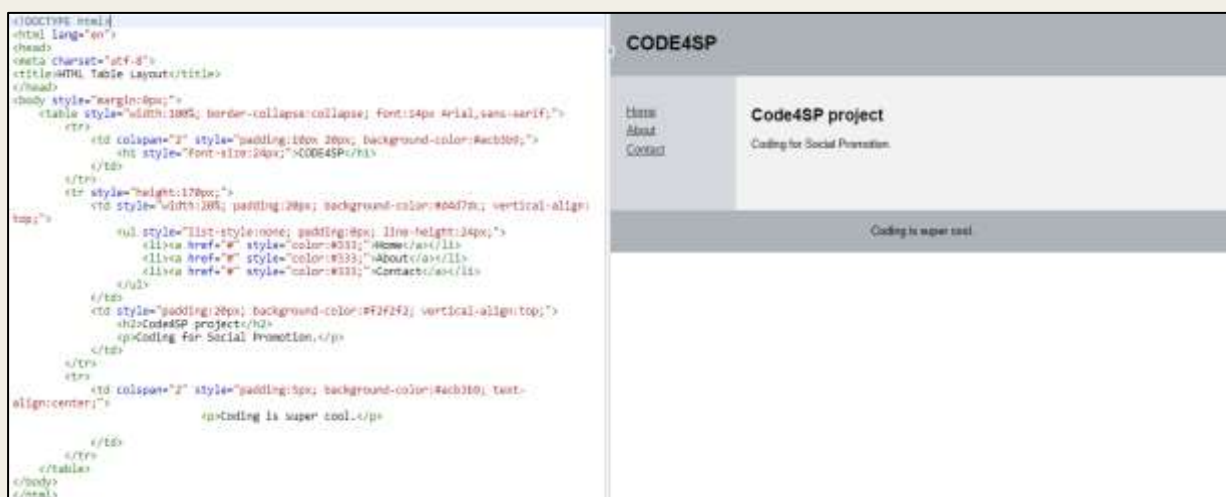 <!DOCTYPE html>
<html lang="en">
<head>
<meta charset="utf-8">
<title>HTML Table Layout</title>
</head>
<body style="margin:0px;">
<table style="width:100%; border-collapse:collapse; font:14px Arial,sans-serif;">
<tr>
<td colspan="2" style="padding:10px 20px; background-color:#acb3b9;">
<h1 style="font-size:24px;">CODE4SP</h1>
</td>
</tr>
<tr style="height:170px;">
<td style="width:20%; padding:20px; background-color:#d4d7dc; vertical-align:
top;">
<ul style="list-style:none; padding:0px; line-height:24px;">
<li><a href="#" style="color:#333;">Home</a></li>
<li><a href="#" style="color:#333;">About</a></li>
<li><a href="#" style="color:#333;">Contact</a></li>
</ul>
</td>
<td style="padding:20px; background-color:#f2f2f2; vertical-align:top;">
<h2>Code4SP project</h2>
<p>Coding for Social Promotion.</p>
</td>
</tr>
<tr>
<td colspan="2" style="padding:5px; background-color:#acb3b9; text-
align:center;">
<p>Coding is super cool.</p>
</td>
</tr>
</table>
</body>
</html>
CODE4SP
Home
About
Contact
Code4SP project
Coding for Social Promotion.
Coding is super cool.